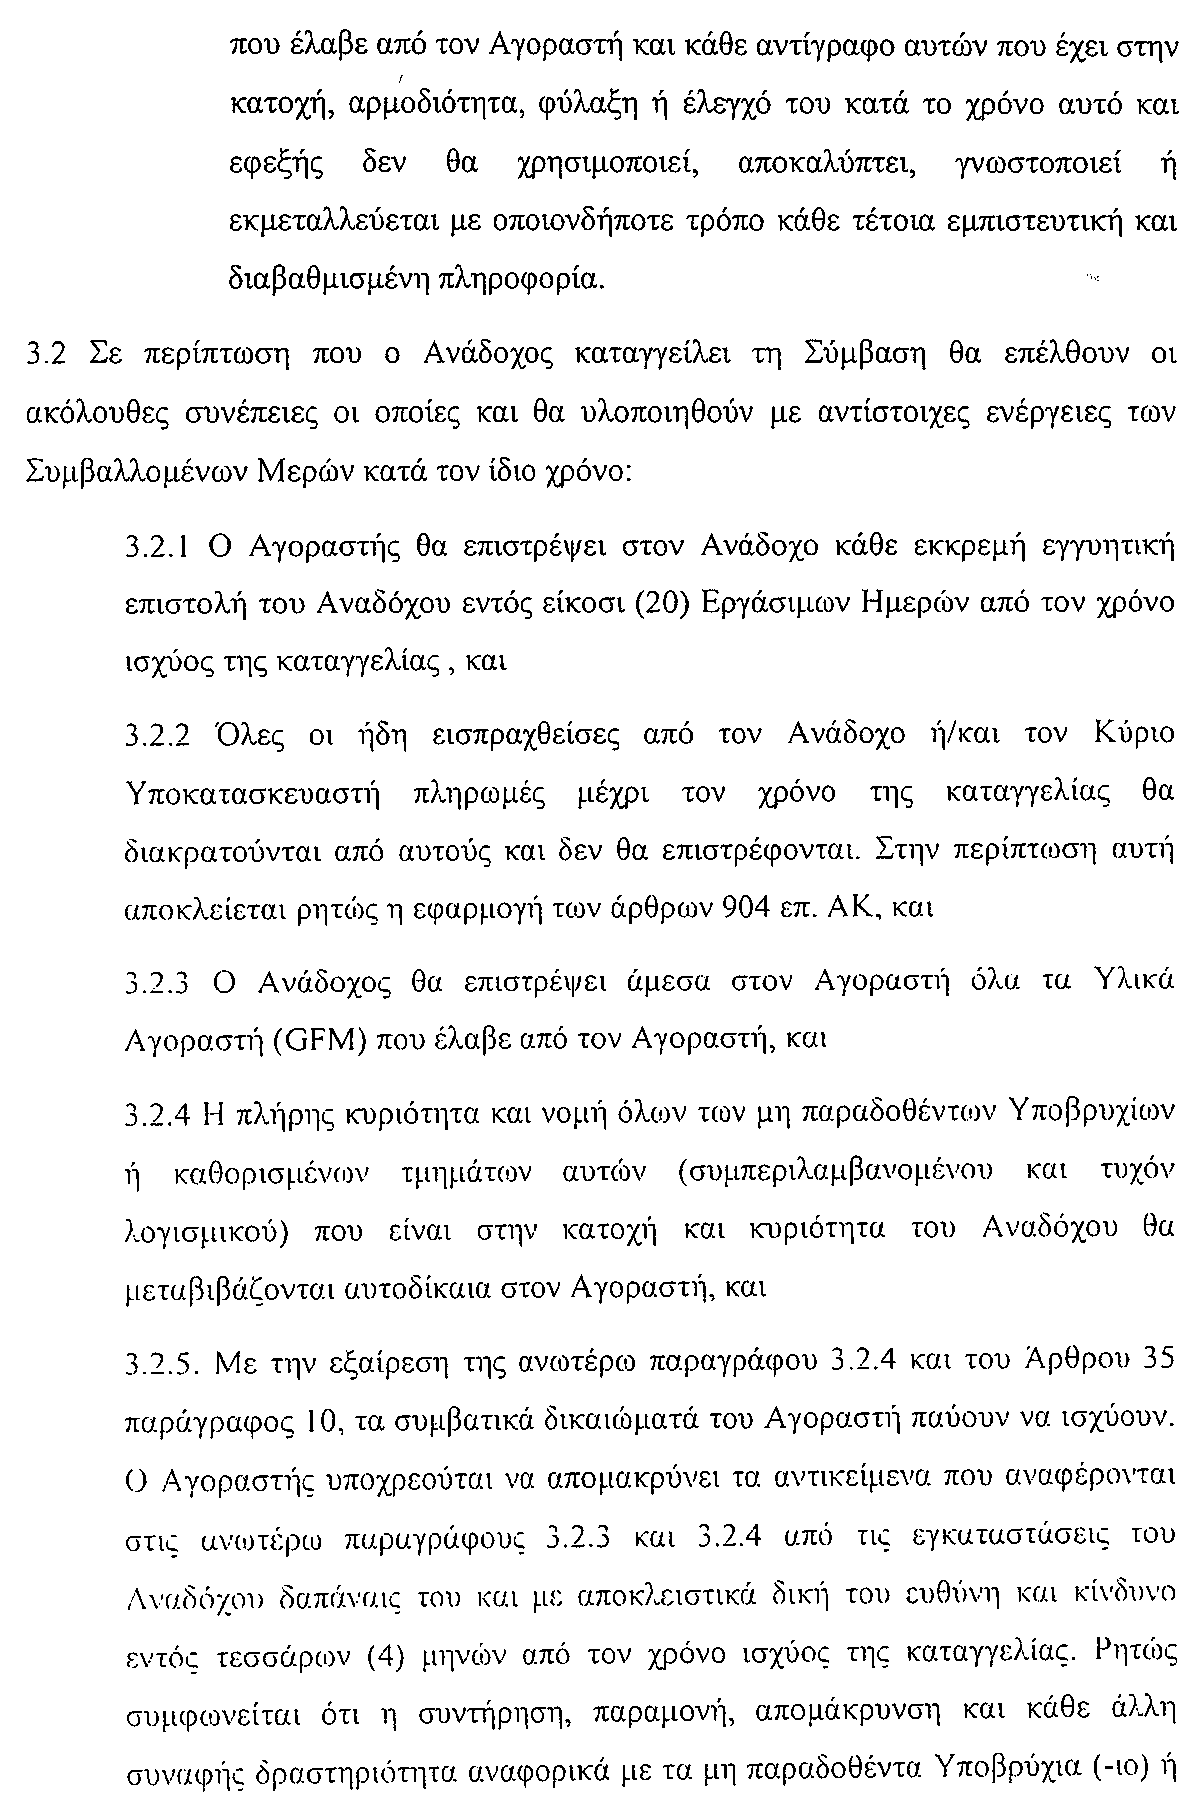 που έλαβε από τον Αγοραστή και κάθε αντίγραφο αυτών που έχει στην
κατοχή, αρμοδιότητα, φύλαξη ή έλεγχό του κατά το χρόνο αυτό και
εφεξής δεν θα χρησιμοποιεί, αποκαλύπτει, γνωστοποιεί ή
εκμεταλλεύεται με οποιονδήποτε τρόπο κάθε τέτοια εμπιστευτική και
διαβαθμισμένη πληροφορία.
3.2 Σε περίπτωση που ο Ανάδοχος καταγγείλει τη Σύμβαση θα επέλθουν οι
ακόλουθες συνέπειες οι οποίες και θα υλοποιηθούν με αντίστοιχες ενέργειες των
Συμβαλλομένων Μερών κατά τον ίδιο χρόνο:
3.2.1 Ο Αγοραστής θα επιστρέψει στον Ανάδοχο κάθε εκκρεμή εγγυητική
επιστολή του Αναδόχου εντός είκοσι (20) Εργάσιμων Ημερών από τον χρόνο
ισχύος της καταγγελίας , και
3.2.2 Όλες οι ήδη εισπραχθείσες από τον Ανάδοχο ή/και τον Κύριο
Υποκατασκευαστή πληρωμές μέχρι τον χρόνο της καταγγελίας θα
διακρατούνται από αυτούς και δεν θα επιστρέφονται. Στην περίπτωση αυτή
αποκλείεται ρητώς η εφαρμογή των άρθρων 904 επ. ΑΚ, και
3.2.3 Ο Ανάδοχος θα επιστρέψει άμεσα στον Αγοραστή όλα τα Υλικά
Αγοραστή (GFM) που έλαβε από τον Αγοραστή, και
3.2.4 Η πλήρης κυριότητα και νομή όλων των μη παραδοθέντων Υποβρυχίων
ή καθορισμένων τμημάτων αυτών (συμπεριλαμβανομένου και τυχόν
λογισμικού) που είναι στην κατοχή και κυριότητα του Αναδόχου θα
μεταβιβάζονται αυτοδίκαια στον Αγοραστή, και
3.2.5. Με την εξαίρεση της ανωτέρω παραγράφου 3.2.4 και του Άρθρου 35
παράγραφος 10, τα συμβατικά δικαιώματά του Αγοραστή παύουν να ισχύουν.
Ο Αγοραστής υποχρεούται να απομακρύνει τα αντικείμενα που αναφέρονται
στις ανωτέρω παραγράφους 3.2.3 και 3.2.4 από τις εγκαταστάσεις του
Αναδόχου δαπάναις του και με αποκλειστικά δική του ευθύνη και κίνδυνο
εντός τεσσάρων (4) μηνών από τον χρόνο ισχύος της καταγγελίας. Ρητώς
συμφωνείται ότι η συντήρηση, παραμονή, απομάκρυνση και κάθε άλλη
συναφής δραστηριότητα αναφορικά με τα μη παραδοθέντα Υποβρύχια (-ιο) ή